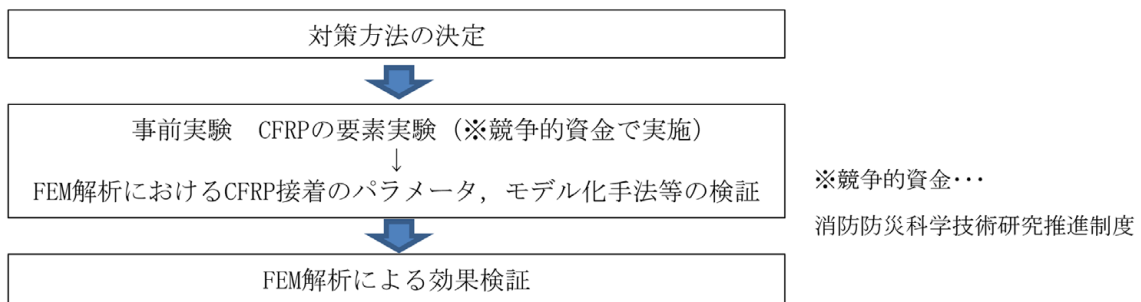 対策方法の決定
事前実験　CFRPの要素実験（※競争的資金で実施）
↓
FEM解析におけるCFRP接着のパラメータ，モデル化手法等の検証
※競争的資金･･･
消防防災科学技術研究推進制度
FEM解析による効果検証